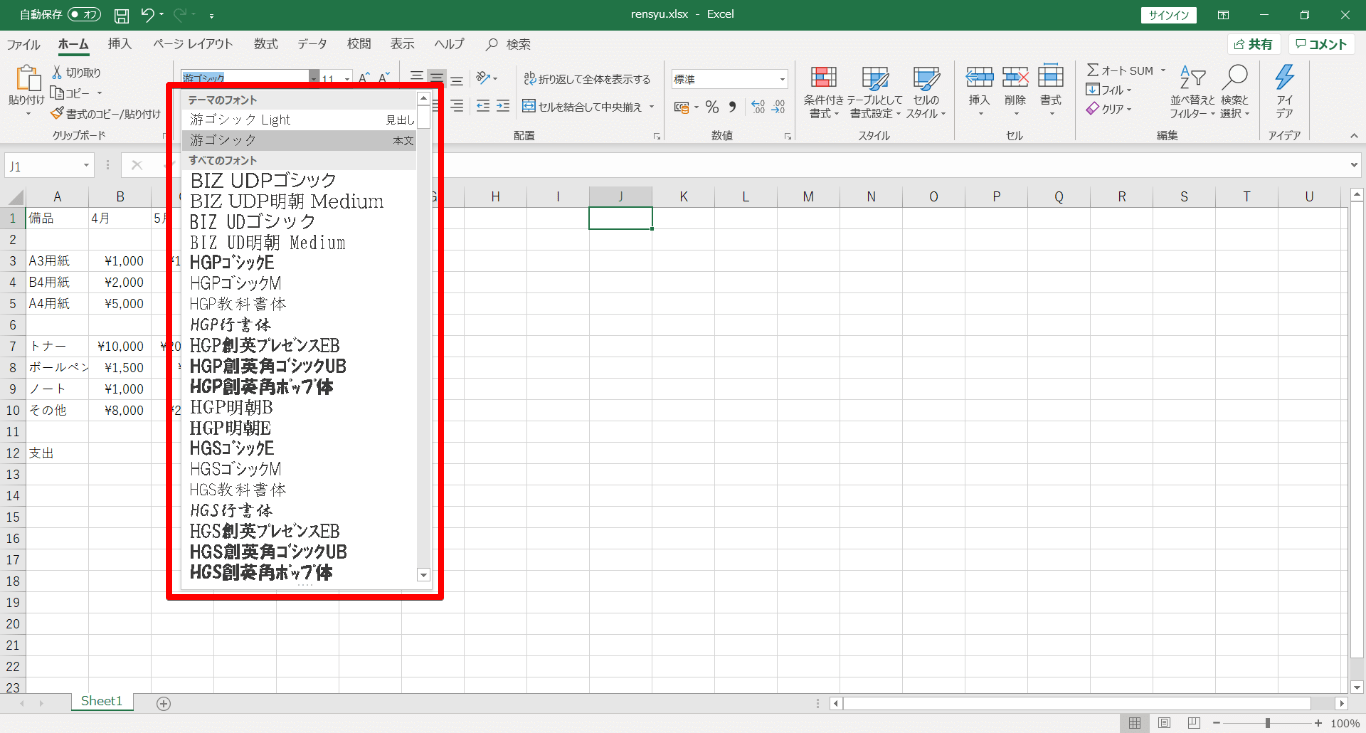 自動保存 オフ rensyu.xlsx - Excel サインイン
ファイル ホーム 挿入 ページ レイアウト 数式 データ 校閲 表示 ヘルプ 検索 共有 コメント
貼り付け
切り取り
コピー
書式のコピー/貼り付け
クリップボード
游ゴシック 11 A A
折り返して全体を表示する
セルを結合して中央揃え
配置
標準
% 
数値
条件付き書式
テーブルとして書式設定
セルのスタイル
スタイル
挿入 削除 書式
セル
オート SUM
フィル
クリア
並べ替えとフィルター
検索と選択
編集
アイデア
アイデア
テーマのフォント
游ゴシック Light 見出し
游ゴシック 本文
すべてのフォント
BIZ UDPゴシック
BIZ UDP明朝 Medium
BIZ UDゴシック
BIZ UD明朝 Medium
HGPゴシックE
HGPゴシックM
HGP教科書体
HGP行書体
HGP創英プレゼンスEB
HGP創英角ゴシックUB
HGP創英角ポップ体
HGP明朝B
HGP明朝E
HGSゴシックE
HGSゴシックM
HGS教科書体
HGS行書体
HGS創英プレゼンスEB
HGS創英角ゴシックUB
HGS創英角ポップ体
J1
A B G H I J K L M N O P Q R S T U
1 備品 4月 5月
2
3 A3用紙 ¥1,000
4 B4用紙 ¥2,000
5 A4用紙 ¥5,000
6
7 トナー ¥10,000
8 ボールペン ¥1,500
9 ノート ¥1,000
10 その他 ¥8,000
11
12 支出
13
14
15
16
17
18
19
20
21
22
23
Sheet1
100%